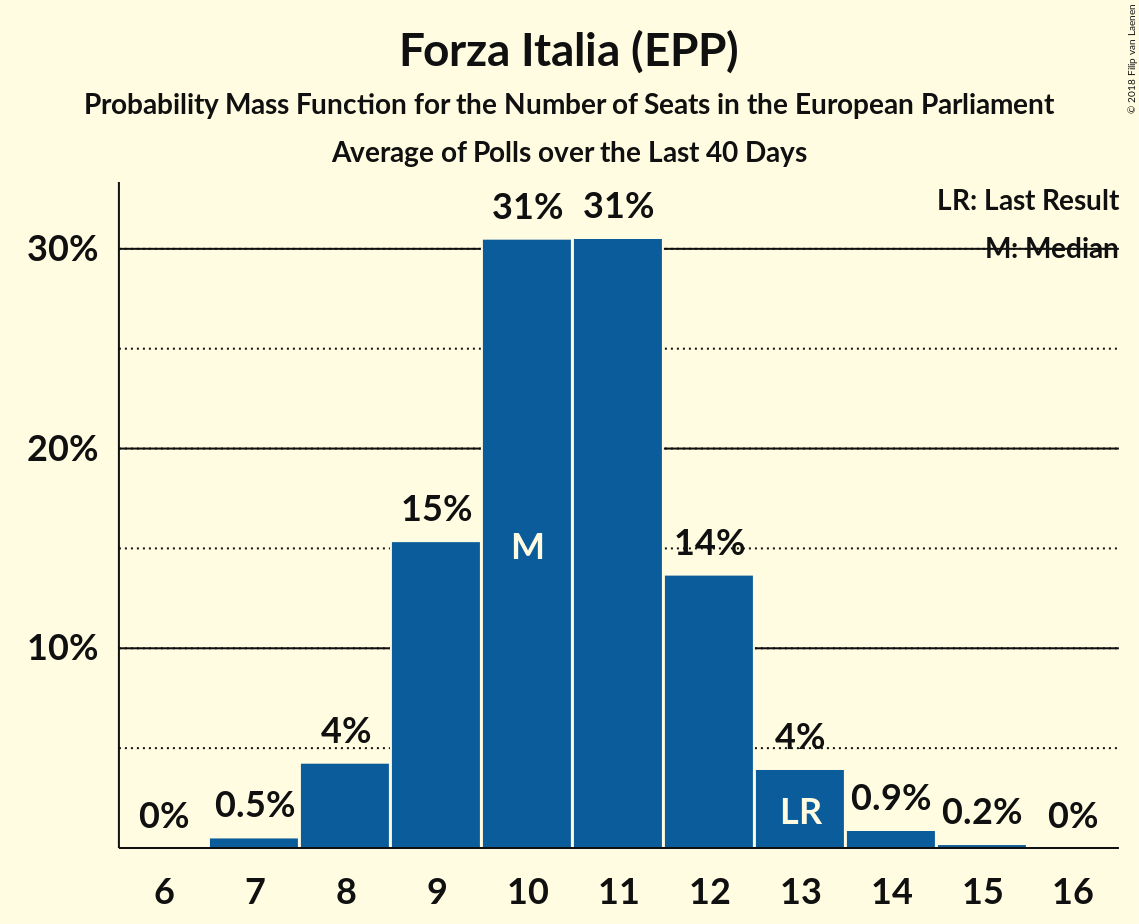 Forza Italia (EPP)
Probability Mass Function for the Number of Seats in the European Parliament
Average of Polls over the Last 40 Days
© 2018 Filip van Laenen
LR: Last Result
M: Median
30%
20%
10%
0%
0.5%
4%
15%
31%
31%
14%
4%
0.9%
0.2%
0%
M
LR
6 7 8 9 10 11 12 13 14 15 16